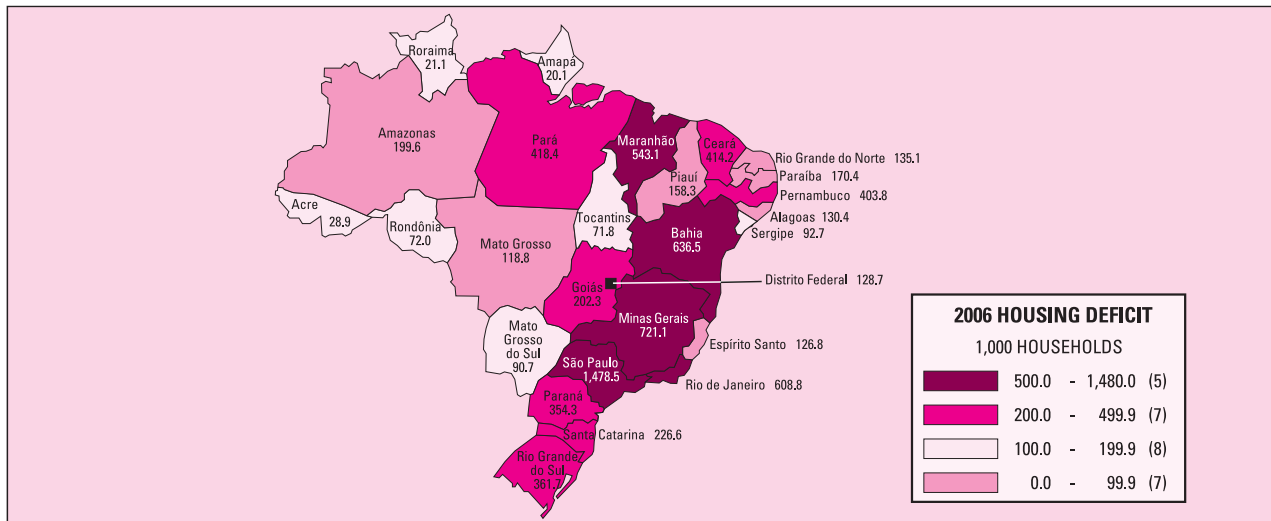 Roraima
21.1
Amapá
20.1
Amazonas
199.6
Pará
418.4
Maranhão
543.1
Ceará
414.2
Rio Grande do Norte 135.1
Piauí
158.3
Paraíba 170.4
Pernambuco 403.8
Acre
28.9
Rondônia
72.0
Tocantins
71.8
Alagoas 130.4
Sergipe 92.7
Mato Grosso
118.8
Bahia
636.5
Distrito Federal 128.7
Goiás
202.3
Minas Gerais
721.1
Mato
Grosso
do Sul
90.7
Espírito Santo 126.8
São Paulo
1,478.5
Rio de Janeiro 608.8
Paraná
354.3
Santa Catarina 226.6
Rio Grande
do Sul
361.7
2006 HOUSING DEFICIT
1,000 HOUSEHOLDS
500.0 - 1,480.0 (5)
200.0 - 499.9 (7)
100.0 - 199.9 (8)
0.0 - 99.9 (7)